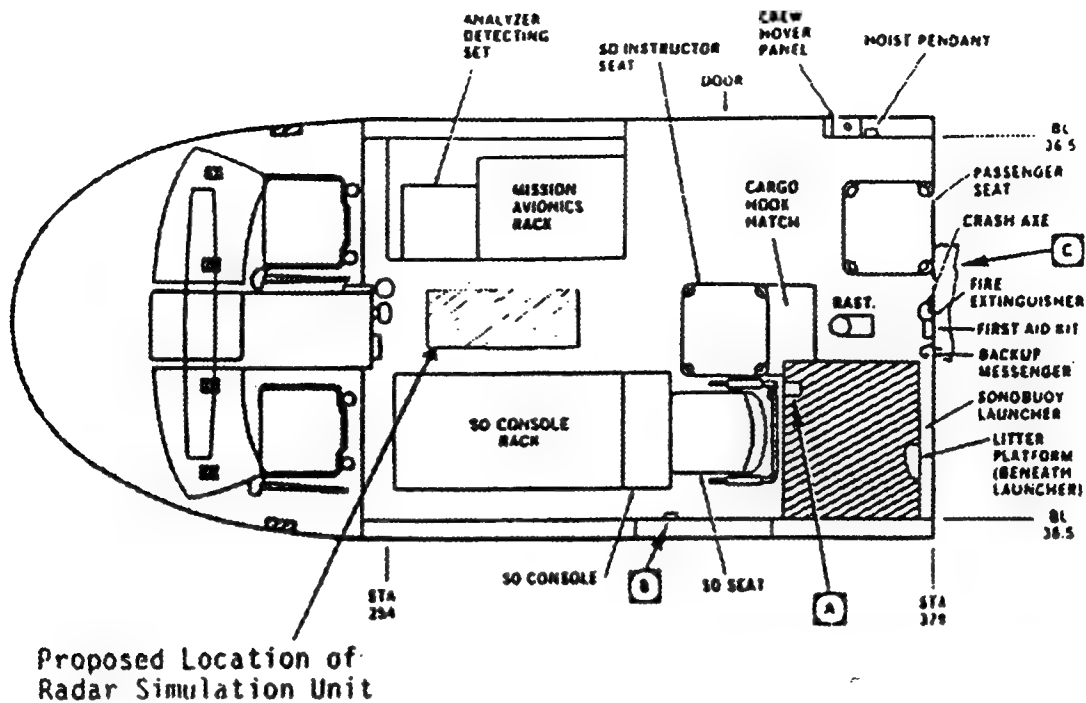 ANALYZER
DETECTING
SET
SO INSTRUCTOR
SEAT
DOOR
CREW
HOVER
PANEL
HOIST PENDANT
BL
36.5
PASSENGER
SEAT
CRASH AXE
C
FIRE
EXTINGUISHER
FIRST AID KIT
BACKUP
MESSENGER
SONOBUOY
LAUNCHER
LITTER
PLATFORM
(BENEATH
LAUNCHER)
BL
36.5
MISSION
AVIONICS
RACK
CARGO
HOOK
HATCH
RAST.
SO CONSOLE
RACK
SO CONSOLE
B
SO SEAT
A
STA
254
STA
379
Proposed Location of
Radar Simulation Unit